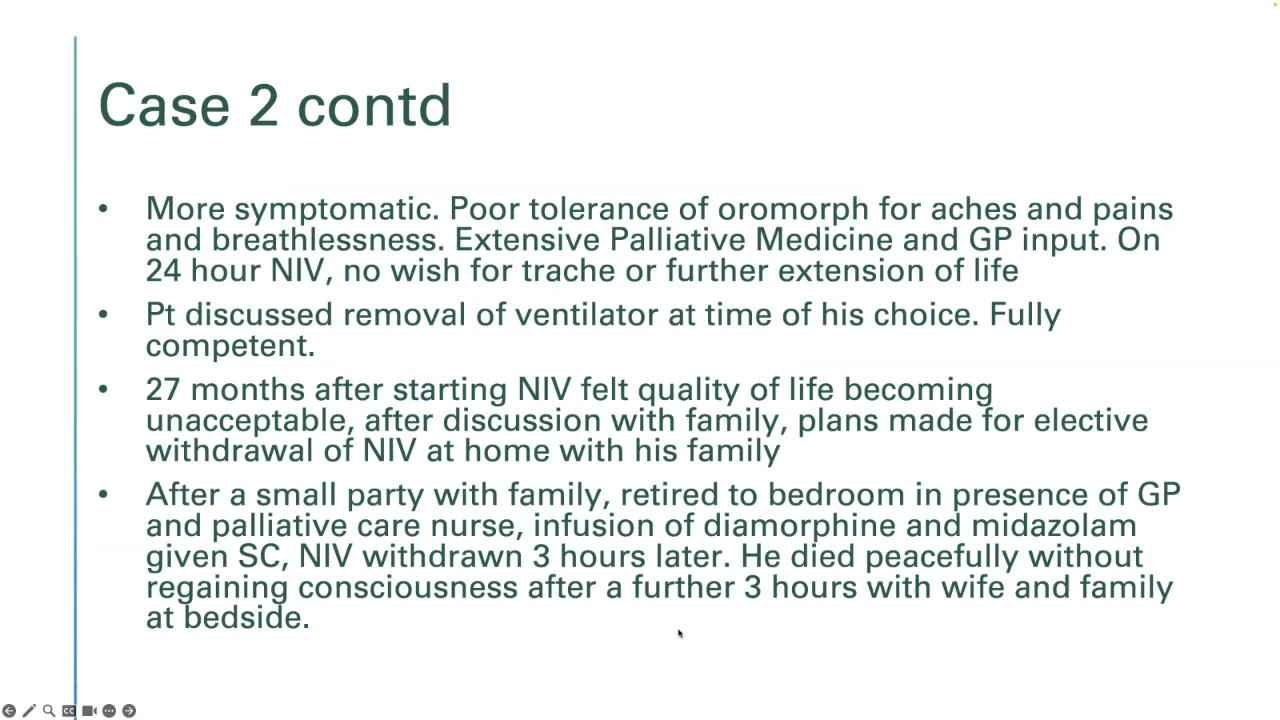 Case 2 contd
• More symptomatic. Poor tolerance of oromorph for aches and pains
and breathlessness. Extensive Palliative Medicine and GP input. On
24 hour NIV, no wish for trache or further extension of life
• Pt discussed removal of ventilator at time of his choice. Fully
competent.
• 27 months after starting NIV felt quality of life becoming
unacceptable, after discussion with family, plans made for elective
withdrawal of NIV at home with his family
• After a small party with family, retired to bedroom in presence of GP
and palliative care nurse, infusion of diamorphine and midazolam
given SC, NIV withdrawn 3 hours later. He died peacefully without
regaining consciousness after a further 3 hours with wife and family
at bedside.
CC